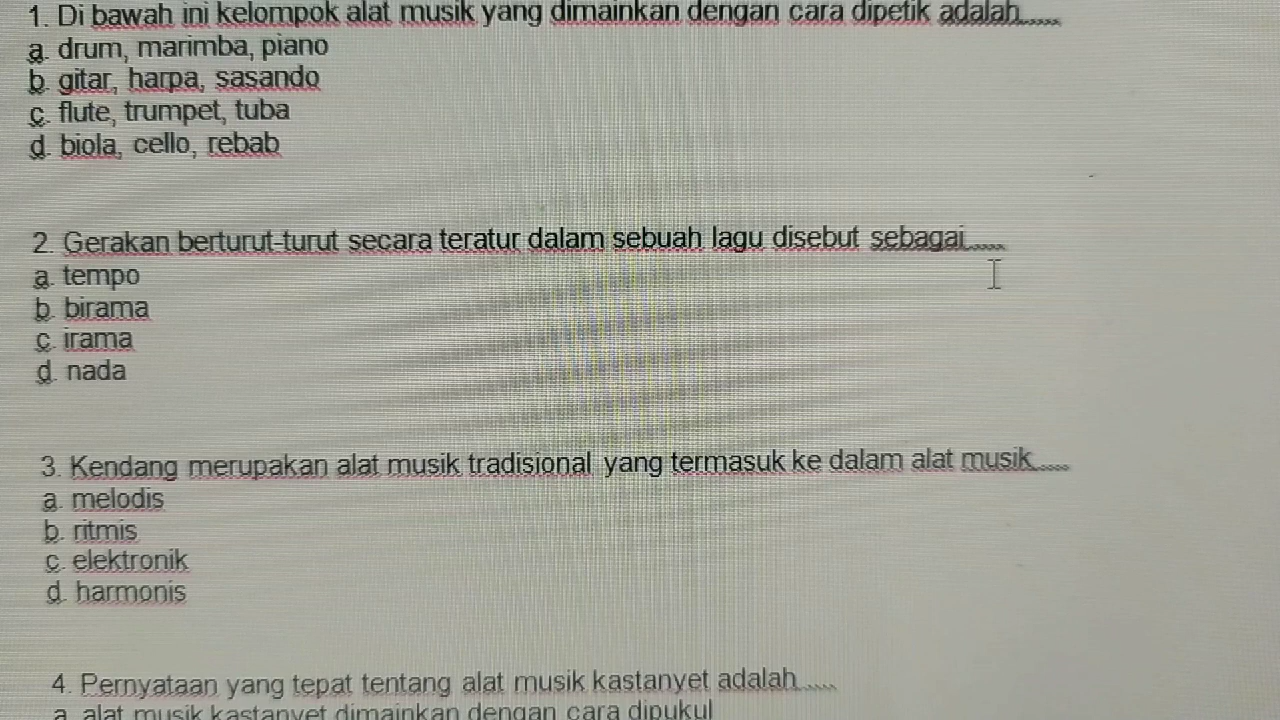 1. Di bawah ini kelompok alat musik yang dimainkan dengan cara dipetik adalah......
a. drum, marimba, piano
b. gitar, harpa, sasando
c. flute, trumpet, tuba
d. biola, cello, rebab
2. Gerakan berturut-turut secara teratur dalam sebuah lagu disebut sebagai......
a. tempo
b. birama
c. irama
d. nada
3. Kendang merupakan alat musik tradisional yang termasuk ke dalam alat musik......
a. melodis
b. ritmis
c. elektronik
d. harmonis
4. Pernyataan yang tepat tentang alat musik kastanyet adalah .....
a. alat musik kastanyet dimainkan dengan cara dipukul